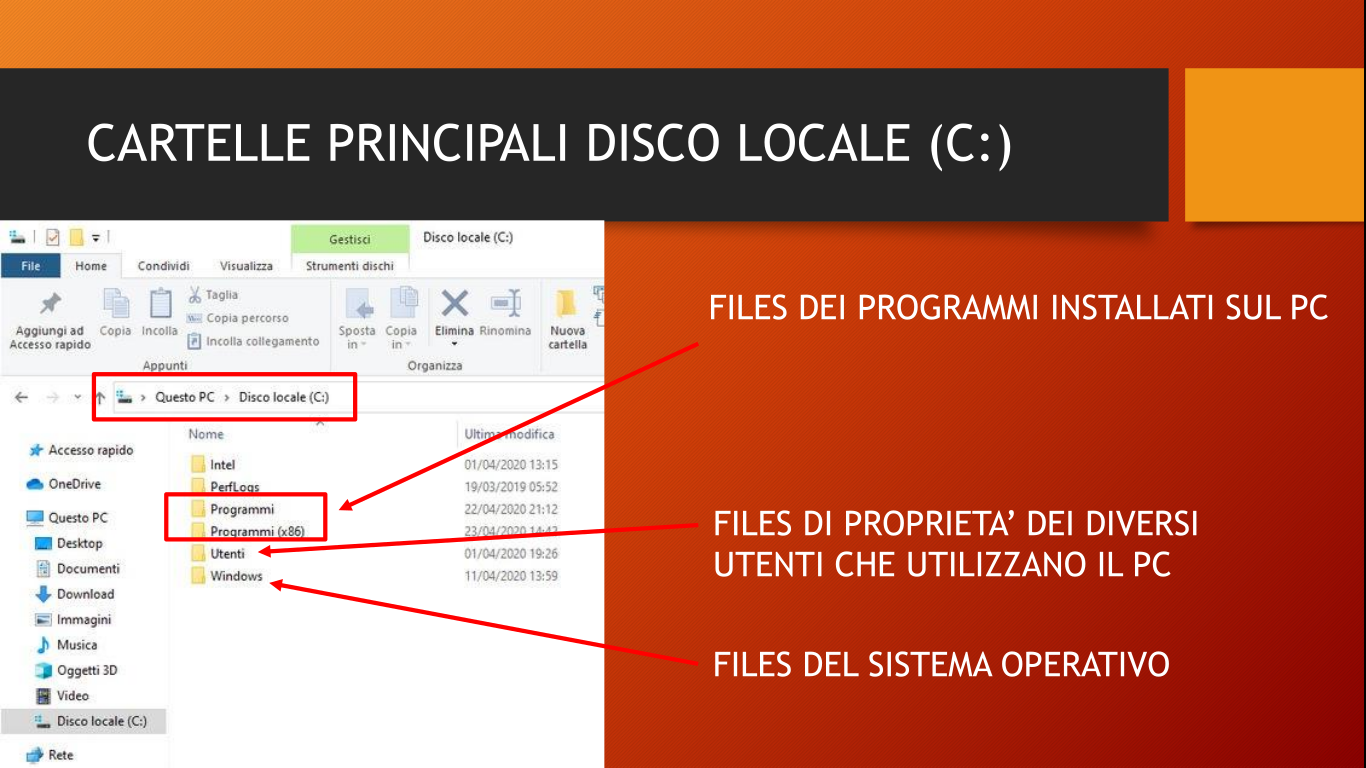 CARTELLE PRINCIPALI DISCO LOCALE (C:)
Gestisci
Disco locale (C:)
File
Home
Condividi
Visualizza
Strumenti dischi
Aggiungi ad
Accesso rapido
Copia
Incolla
Taglia
Copia percorso
Incolla collegamento
Sposta
in
Copia
in
Elimina
Rinomina
Nuova
cartella
Appunti
Organizza
Questo PC › Disco locale (C:)
Accesso rapido
OneDrive
Questo PC
Desktop
Documenti
Download
Immagini
Musica
Oggetti 3D
Video
Disco locale (C:)
Rete
Nome Ultima modifica
Intel 01/04/2020 13:15
PerfLogs 19/03/2019 05:52
Programmi 22/04/2020 21:12
Programmi (x86) 23/04/2020 14:42
Utenti 01/04/2020 19:26
Windows 11/04/2020 13:59
FILES DEI PROGRAMMI INSTALLATI SUL PC
FILES DI PROPRIETA’ DEI DIVERSI
UTENTI CHE UTILIZZANO IL PC
FILES DEL SISTEMA OPERATIVO